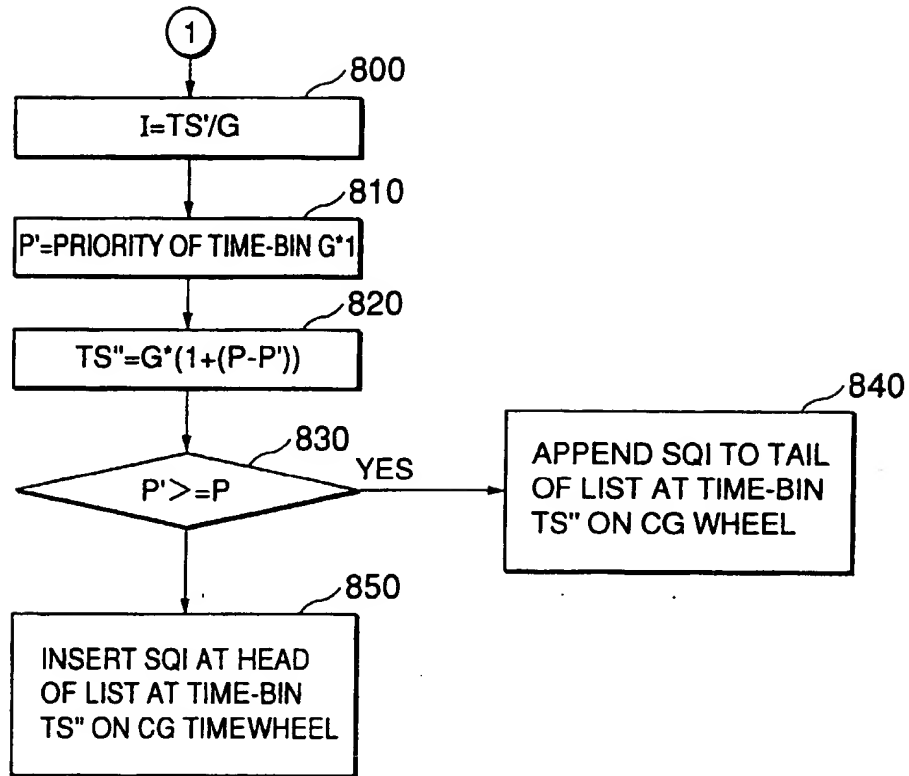 1
800
I=TS'/G
810
P'=PRIORITY OF TIME-BIN G*1
820
TS"=G*(1+(P-P'))
830
P'>=P
YES
840
APPEND SQI TO TAIL
OF LIST AT TIME-BIN
TS" ON CG WHEEL
850
INSERT SQI AT HEAD
OF LIST AT TIME-BIN
TS" ON CG TIMEWHEEL